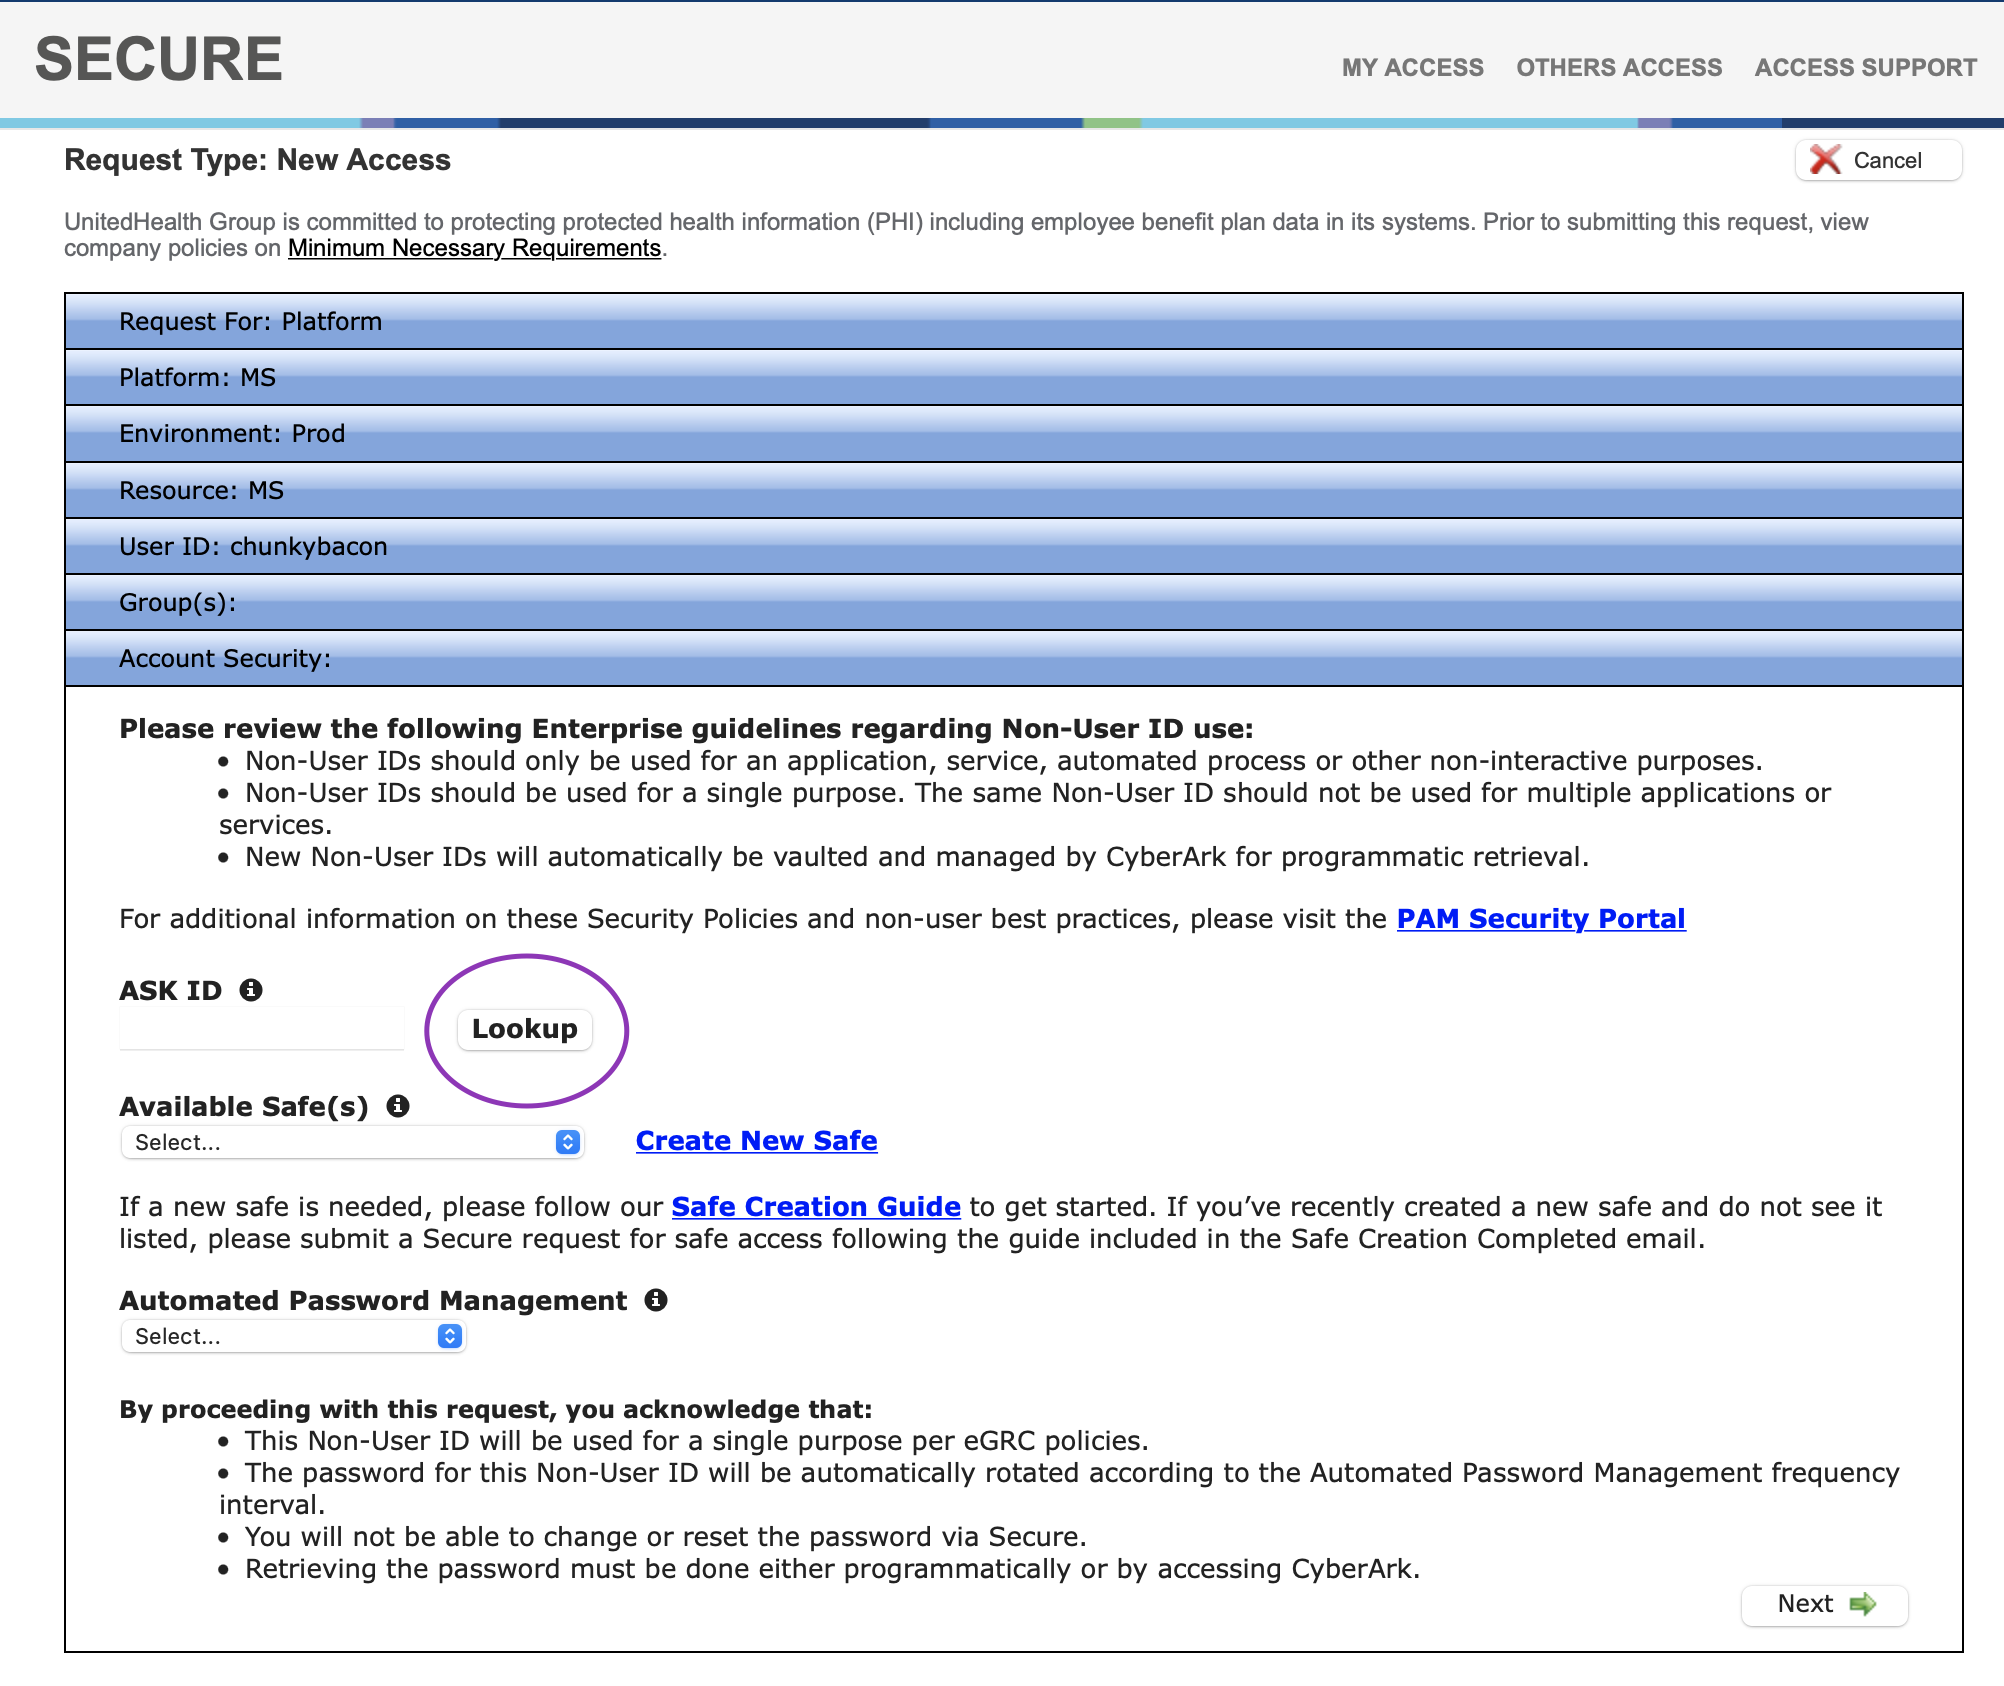 SECURE
MY ACCESS OTHERS ACCESS ACCESS SUPPORT
Request Type: New Access
Cancel
UnitedHealth Group is committed to protecting protected health information (PHI) including employee benefit plan data in its systems. Prior to submitting this request, view
company policies on Minimum Necessary Requirements.
Request For: Platform
Platform: MS
Environment: Prod
Resource: MS
User ID: chunkybacon
Group(s):
Account Security:
Please review the following Enterprise guidelines regarding Non-User ID use:
• Non-User IDs should only be used for an application, service, automated process or other non-interactive purposes.
• Non-User IDs should be used for a single purpose. The same Non-User ID should not be used for multiple applications or
services.
• New Non-User IDs will automatically be vaulted and managed by CyberArk for programmatic retrieval.
For additional information on these Security Policies and non-user best practices, please visit the PAM Security Portal
ASK ID
Lookup
Available Safe(s)
Select...
Create New Safe
If a new safe is needed, please follow our Safe Creation Guide to get started. If you’ve recently created a new safe and do not see it
listed, please submit a Secure request for safe access following the guide included in the Safe Creation Completed email.
Automated Password Management
Select...
By proceeding with this request, you acknowledge that:
• This Non-User ID will be used for a single purpose per eGRC policies.
• The password for this Non-User ID will be automatically rotated according to the Automated Password Management frequency
interval.
• You will not be able to change or reset the password via Secure.
• Retrieving the password must be done either programmatically or by accessing CyberArk.
Next